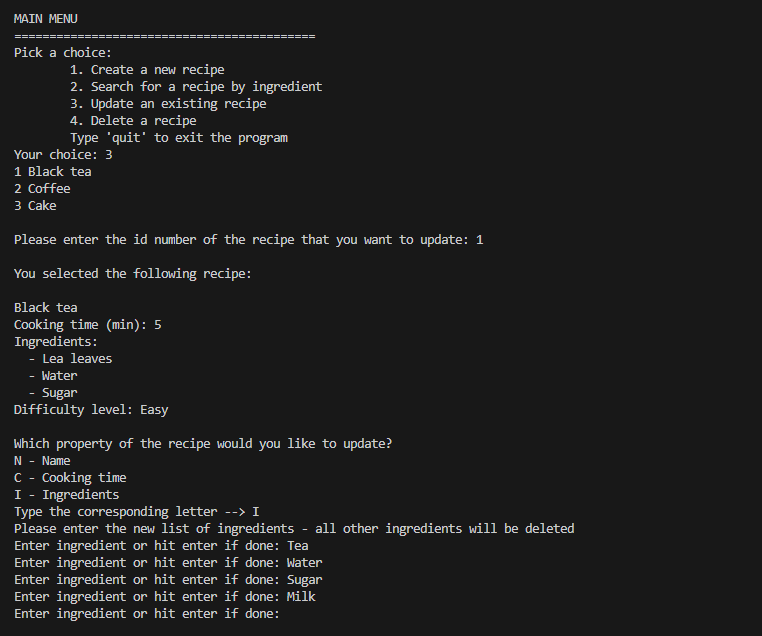 MAIN MENU
===========================================
Pick a choice:
1. Create a new recipe
2. Search for a recipe by ingredient
3. Update an existing recipe
4. Delete a recipe
Type 'quit' to exit the program
Your choice: 3
1 Black tea
2 Coffee
3 Cake
Please enter the id number of the recipe that you want to update: 1
You selected the following recipe:
Black tea
Cooking time (min): 5
Ingredients:
- Lea leaves
- Water
- Sugar
Difficulty level: Easy
Which property of the recipe would you like to update?
N - Name
C - Cooking time
I - Ingredients
Type the corresponding letter --> I
Please enter the new list of ingredients - all other ingredients will be deleted
Enter ingredient or hit enter if done: Tea
Enter ingredient or hit enter if done: Water
Enter ingredient or hit enter if done: Sugar
Enter ingredient or hit enter if done: Milk
Enter ingredient or hit enter if done: